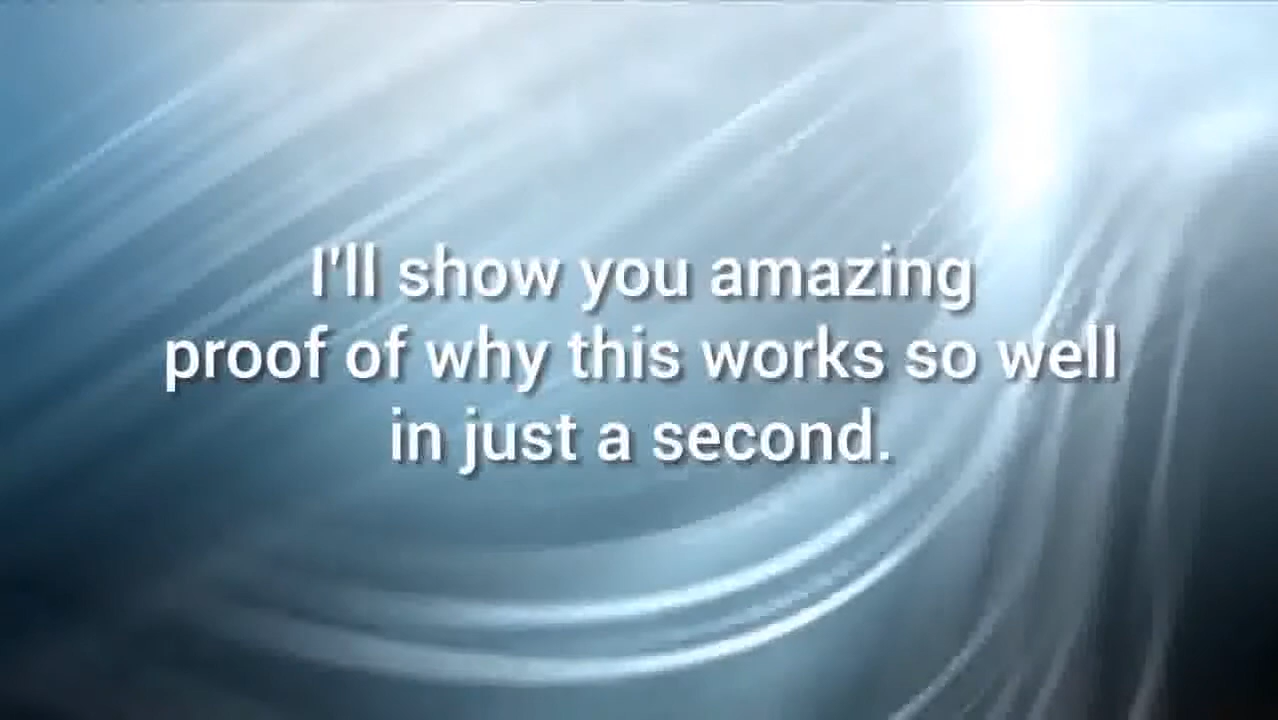 I'll show you amazing
proof of why this works so well
in just a second.